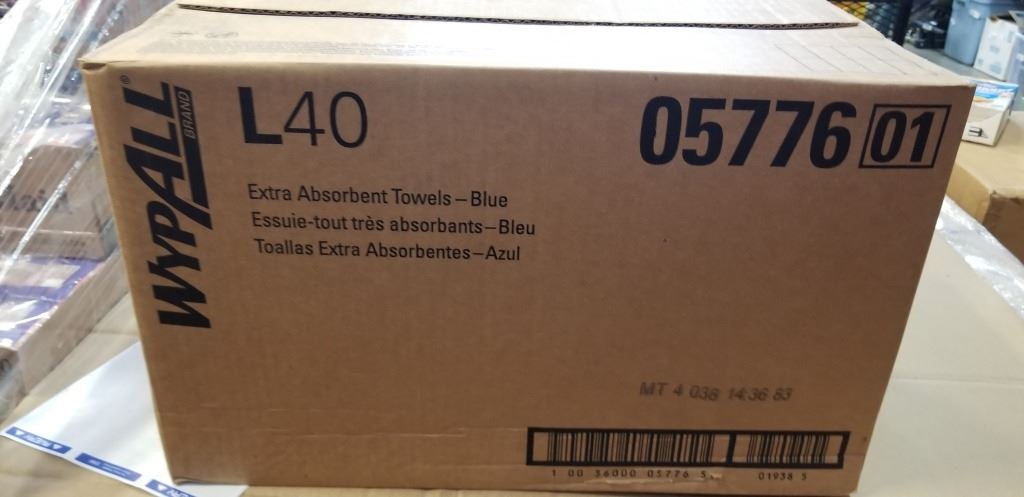 WYPALL®
BRAND
L40
05776 01
Extra Absorbent Towels – Blue
Essuie-tout très absorbants – Bleu
Toallas Extra Absorbentes – Azul
MT 4 038 14:36 83
1 00 36000 05776 5
01938 5